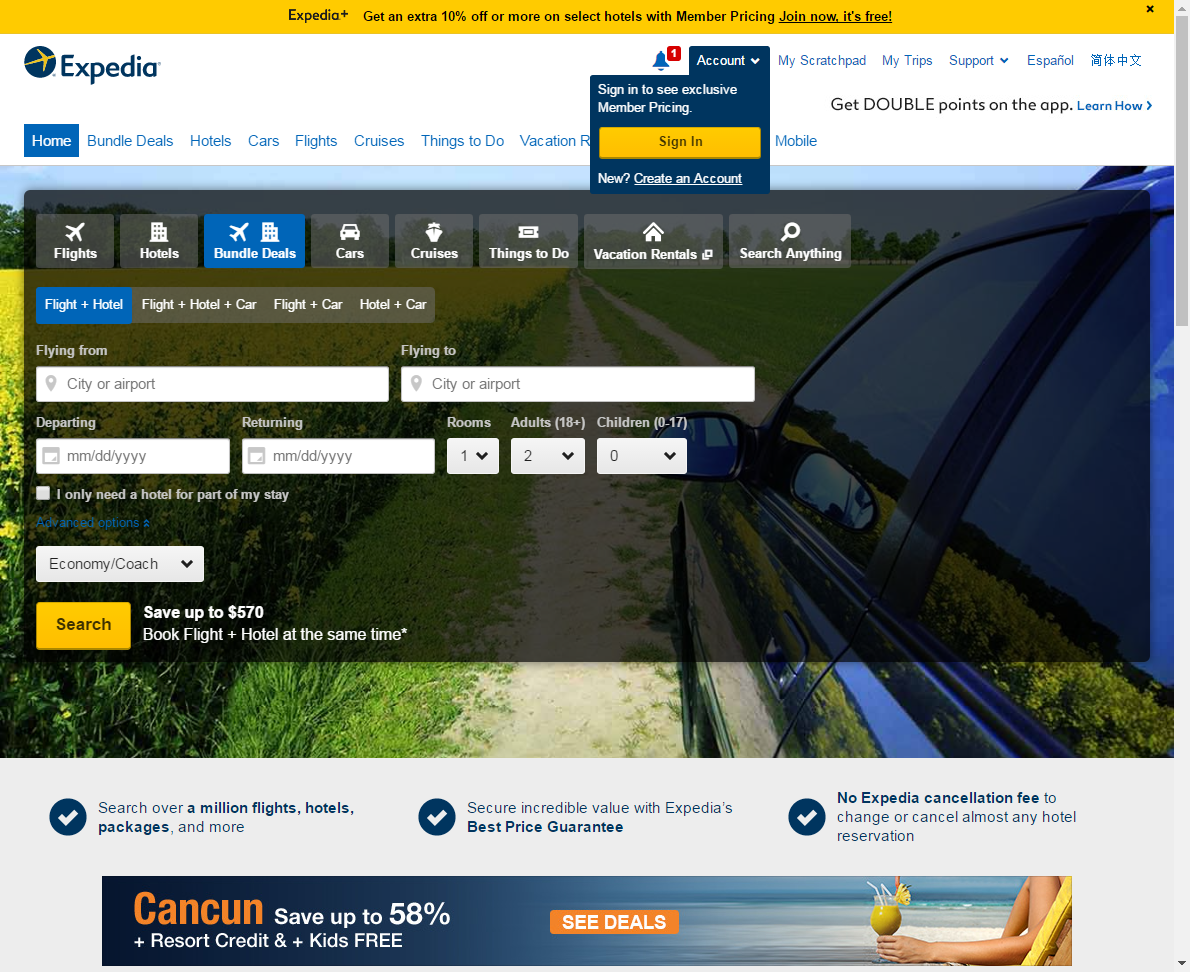 Expedia+ Get an extra 10% off or more on select hotels with Member Pricing Join now, it's free!
Expedia
1
Account
My Scratchpad
My Trips
Support
Español
简体中文
Sign in to see exclusive
Member Pricing.
Sign In
New? Create an Account
Get DOUBLE points on the app. Learn How
Home
Bundle Deals
Hotels
Cars
Flights
Cruises
Things to Do
Vacation R
Mobile
Flights
Hotels
Bundle Deals
Cars
Cruises
Things to Do
Vacation Rentals
Search Anything
Flight + Hotel
Flight + Hotel + Car
Flight + Car
Hotel + Car
Flying from
Flying to
City or airport
City or airport
Departing
Returning
Rooms
Adults (18+)
Children (0-17)
mm/dd/yyyy
mm/dd/yyyy
1
2
0
I only need a hotel for part of my stay
Advanced options
Economy/Coach
Search
Save up to $570
Book Flight + Hotel at the same time*
Search over a million flights, hotels,
packages, and more
Secure incredible value with Expedia's
Best Price Guarantee
No Expedia cancellation fee to
change or cancel almost any hotel
reservation
Cancun Save up to 58%
+ Resort Credit & + Kids FREE
SEE DEALS